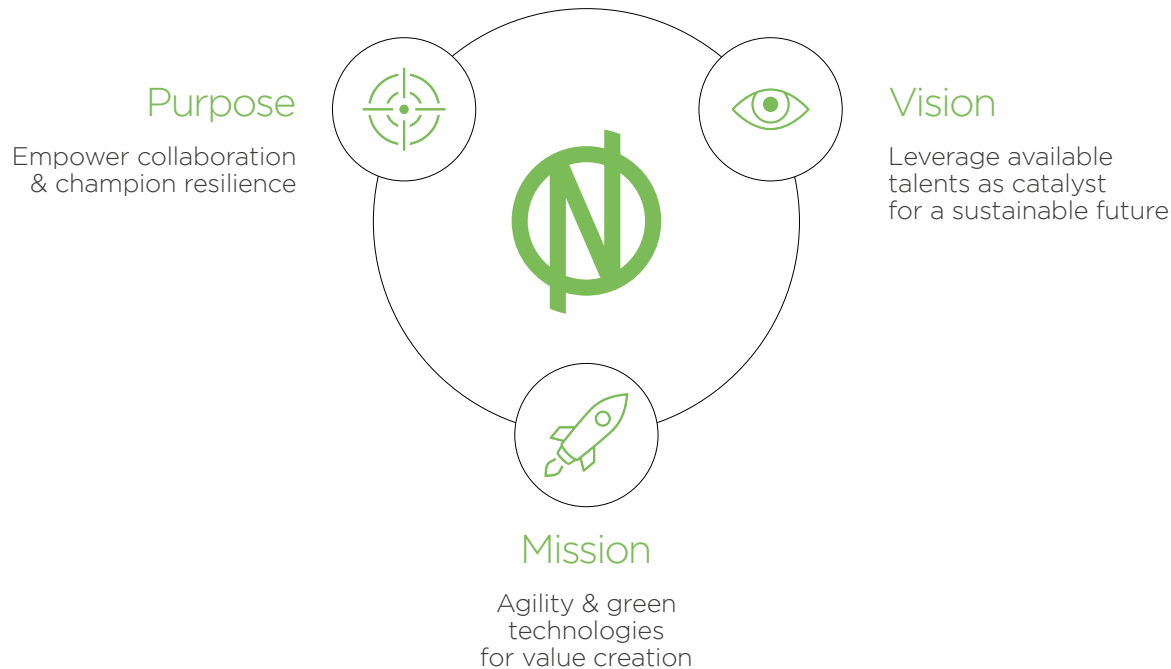 Purpose
Empower collaboration
& champion resilience
Vision
Leverage available
talents as catalyst
for a sustainable future
Mission
Agility & green
technologies
for value creation